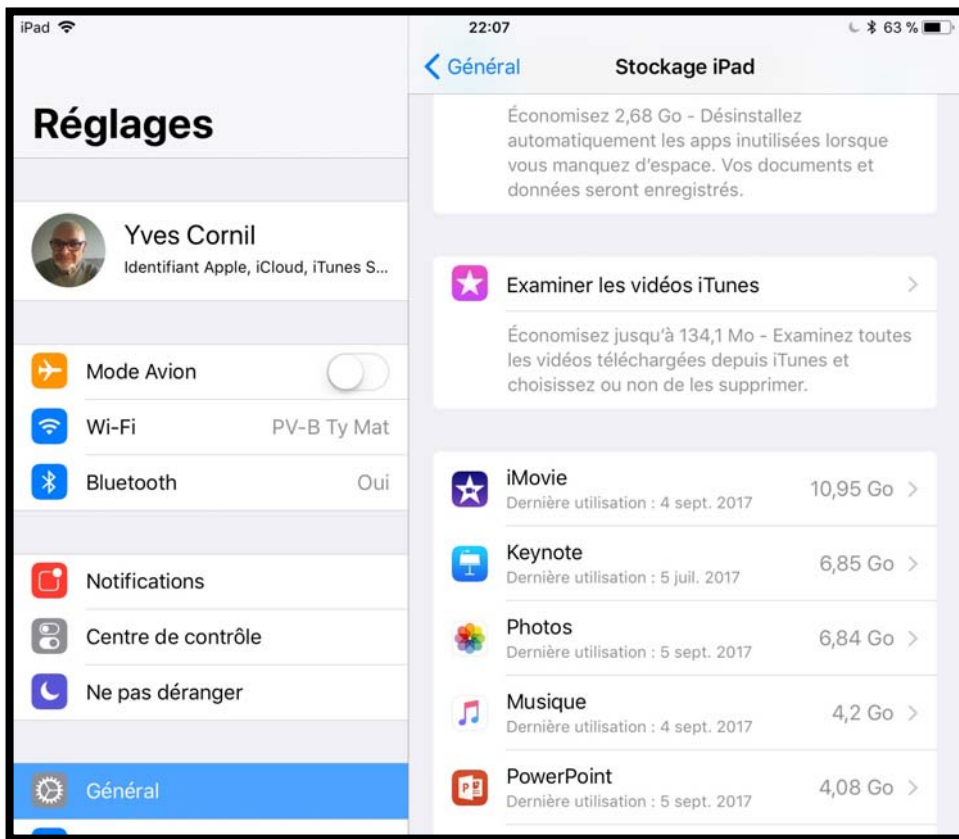 iPad
22:07
63 %
Réglages
Yves Cornil
Identifiant Apple, iCloud, iTunes S...
Mode Avion
Wi-Fi PV-B Ty Mat
Bluetooth Oui
Notifications
Centre de contrôle
Ne pas déranger
Général
Général
Stockage iPad
Économisez 2,68 Go - Désinstallez
automatiquement les apps inutilisées lorsque
vous manquez d’espace. Vos documents et
données seront enregistrés.
Examiner les vidéos iTunes
Économisez jusqu’à 134,1 Mo - Examinez toutes
les vidéos téléchargées depuis iTunes et
choisissez ou non de les supprimer.
iMovie
Dernière utilisation : 4 sept. 2017
10,95 Go
Keynote
Dernière utilisation : 5 juil. 2017
6,85 Go
Photos
Dernière utilisation : 5 sept. 2017
6,84 Go
Musique
Dernière utilisation : 4 sept. 2017
4,2 Go
PowerPoint
Dernière utilisation : 5 sept. 2017
4,08 Go